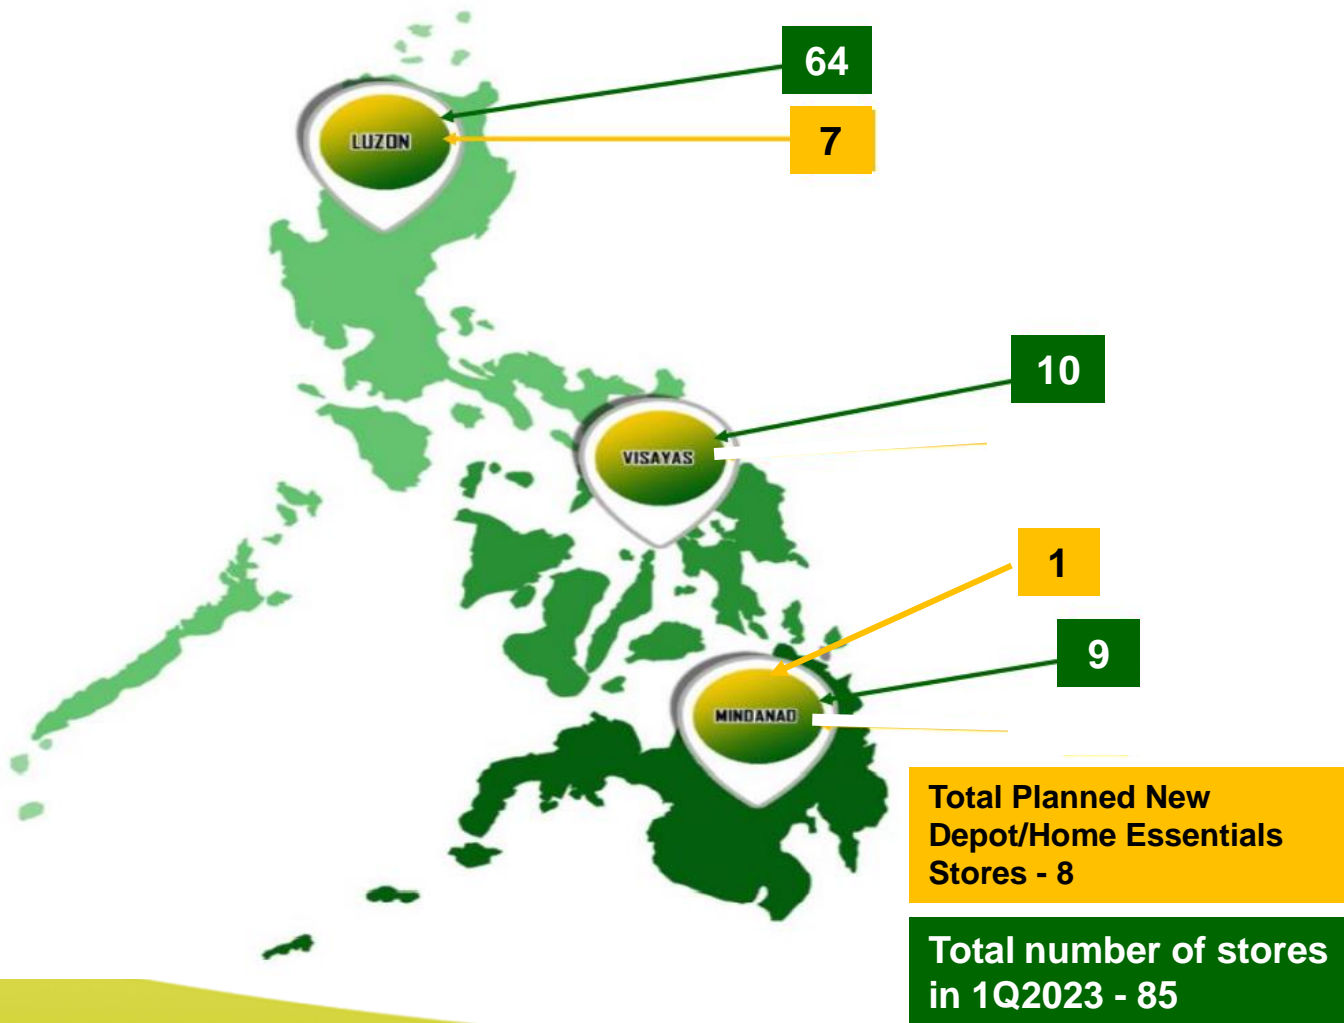 64
LUZON
7
10
VISAYAS
1
9
MINDANAO
Total Planned New
Depot/Home Essentials
Stores - 8
Total number of stores
in 1Q2023 - 85